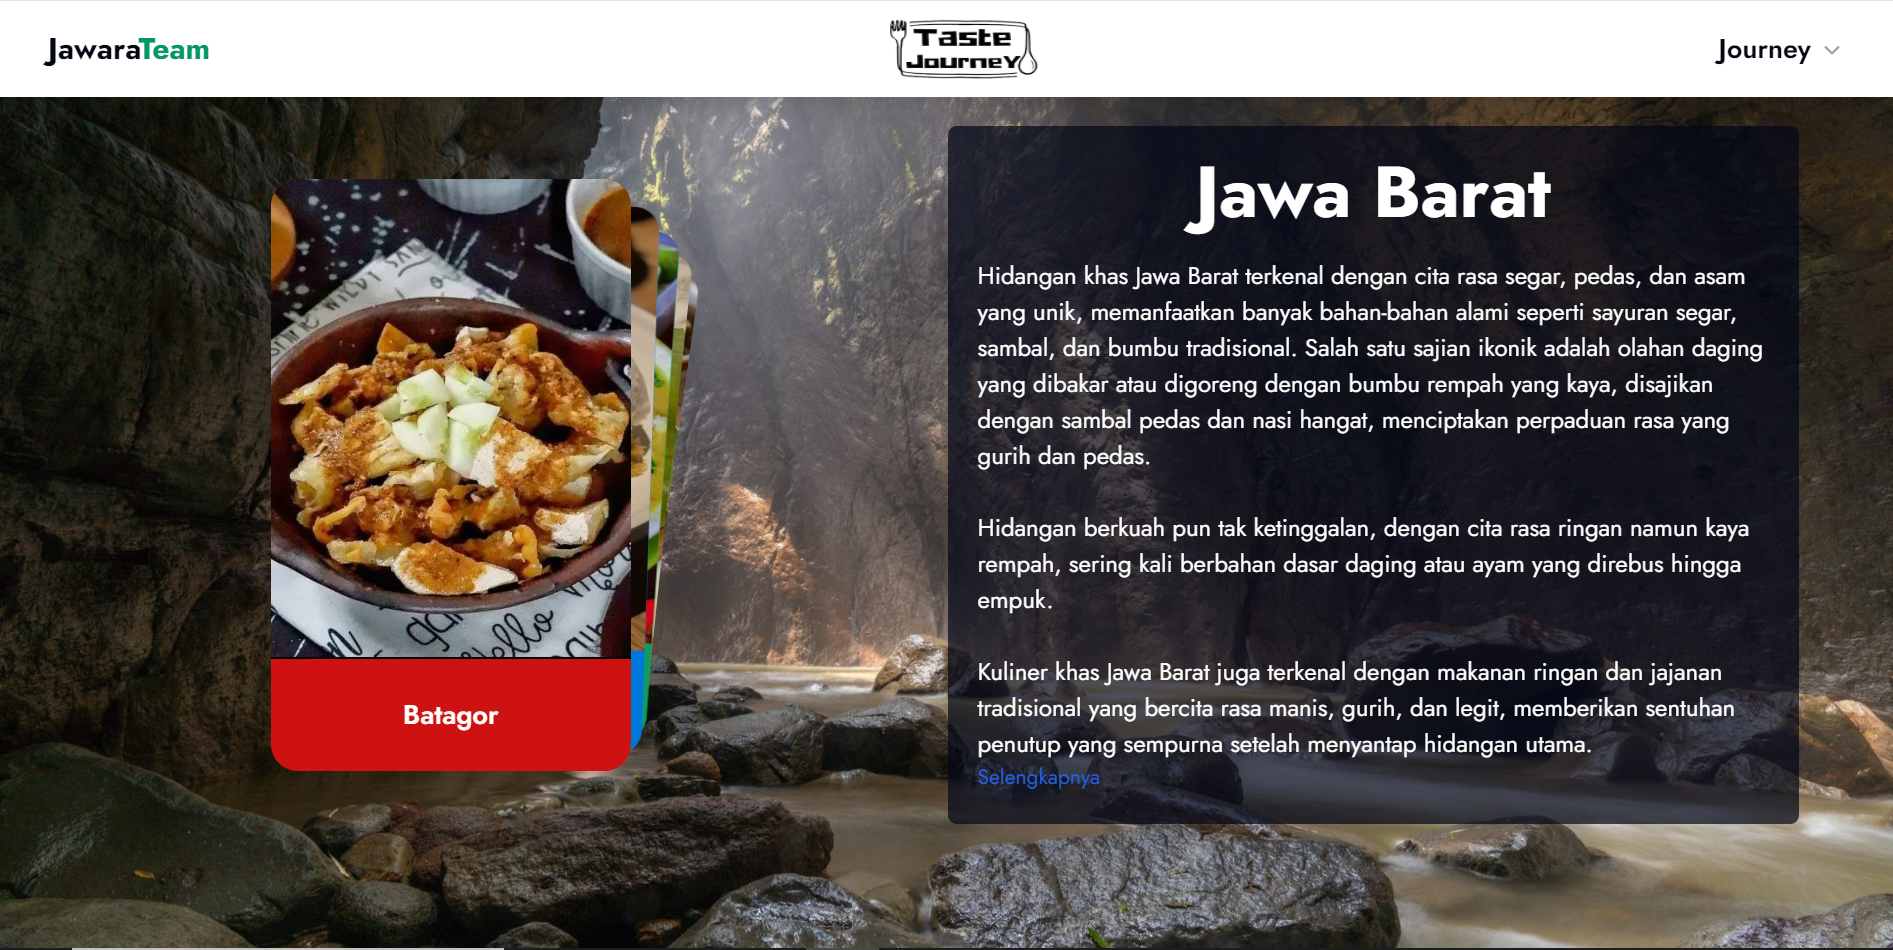 JawaraTeam
Taste
Journey
Journey
Batagor
Jawa Barat
Hidangan khas Jawa Barat terkenal dengan cita rasa segar, pedas, dan asam
yang unik, memanfaatkan banyak bahan-bahan alami seperti sayuran segar,
sambal, dan bumbu tradisional. Salah satu sajian ikonik adalah olahan daging
yang dibakar atau digoreng dengan bumbu rempah yang kaya, disajikan
dengan sambal pedas dan nasi hangat, menciptakan perpaduan rasa yang
gurih dan pedas.
Hidangan berkuah pun tak ketinggalan, dengan cita rasa ringan namun kaya
rempah, sering kali berbahan dasar daging atau ayam yang direbus hingga
empuk.
Kuliner khas Jawa Barat juga terkenal dengan makanan ringan dan jajanan
tradisional yang bercita rasa manis, gurih, dan legit, memberikan sentuhan
penutup yang sempurna setelah menyantap hidangan utama.
Selengkapnya